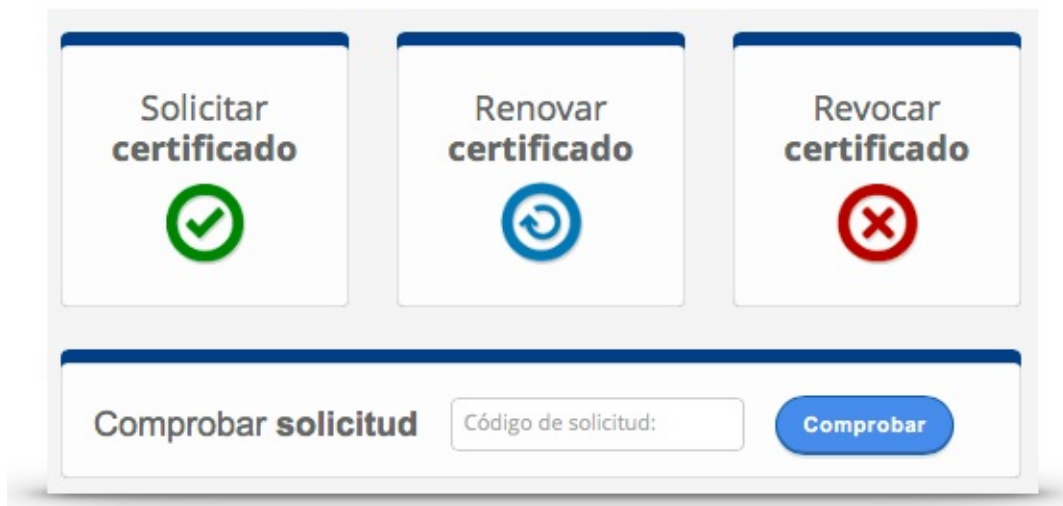 Solicitar
certificado
Renovar
certificado
Revocar
certificado
Comprobar solicitud
Código de solicitud:
Comprobar